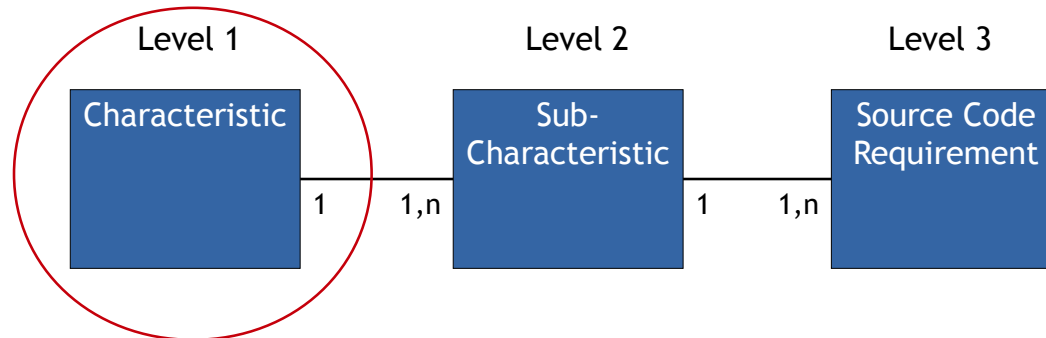 Level 1
Level 2
Level 3
Characteristic
Sub-
Characteristic
Source Code
Requirement
1
1,n
1
1,n